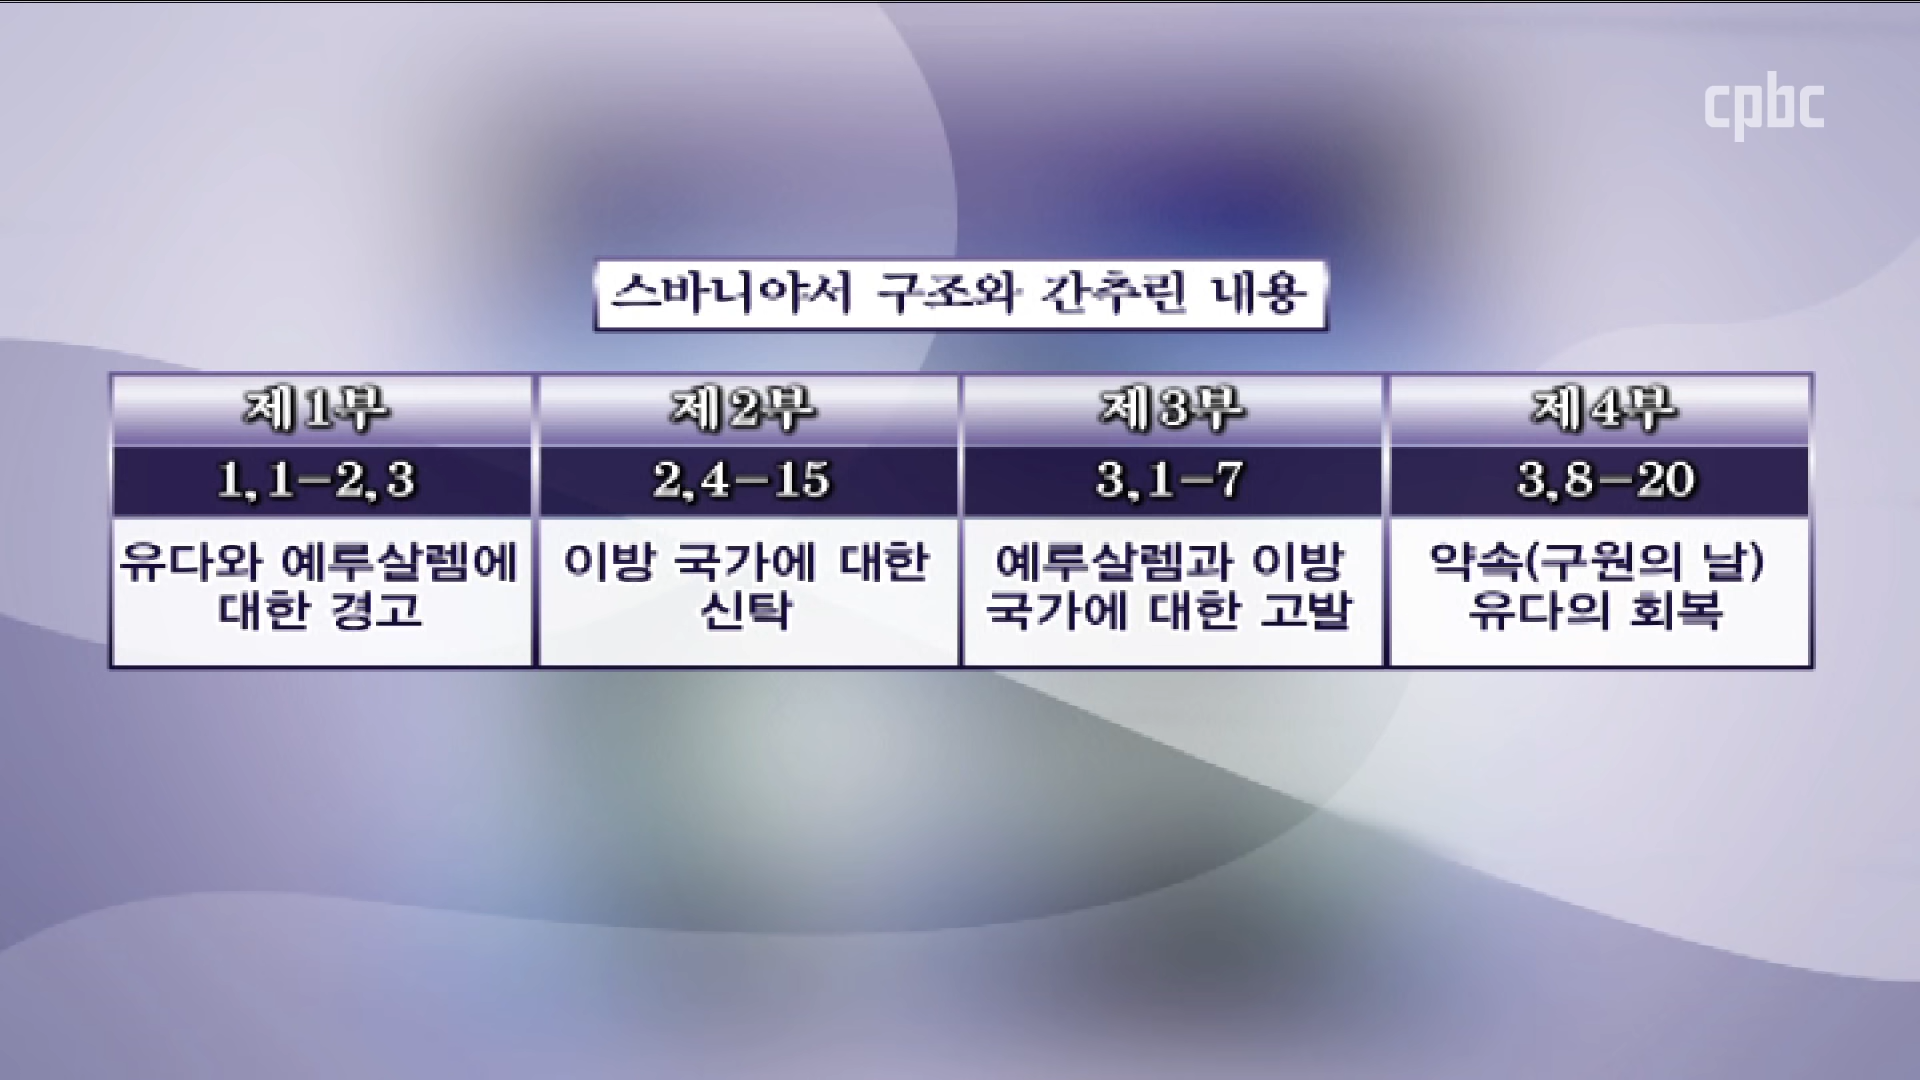 cpbc
스바니아서 구조와 간추린 내용
제1부 제2부 제3부 제4부
1,1-2,3 2,4-15 3,1-7 3,8-20
유다와 예루살렘에 이방 국가에 대한 예루살렘과 이방 약속(구원의 날)
대한 경고 신탁 국가에 대한 고발 유다의 회복